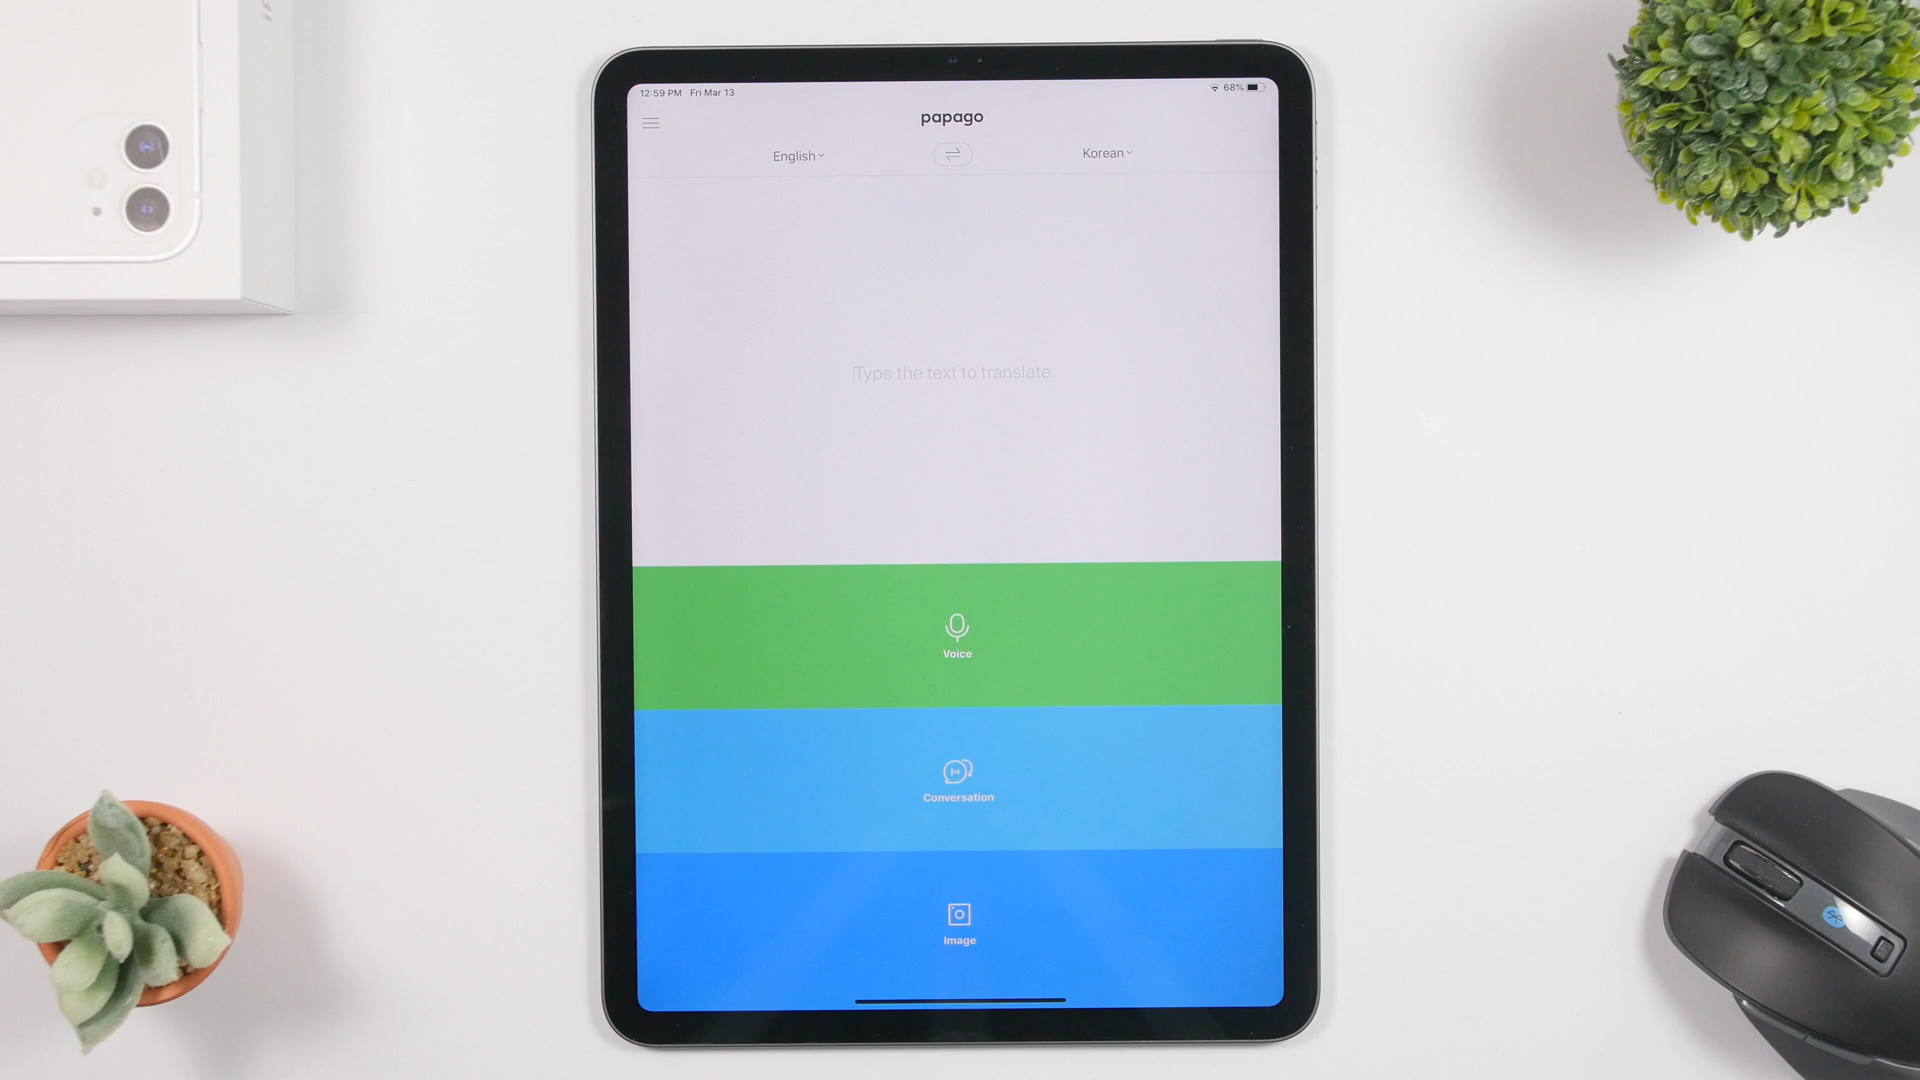 12:59 PM Fri Mar 13
68%
papago
English
Korean
Type the text to translate.
Voice
Conversation
Image